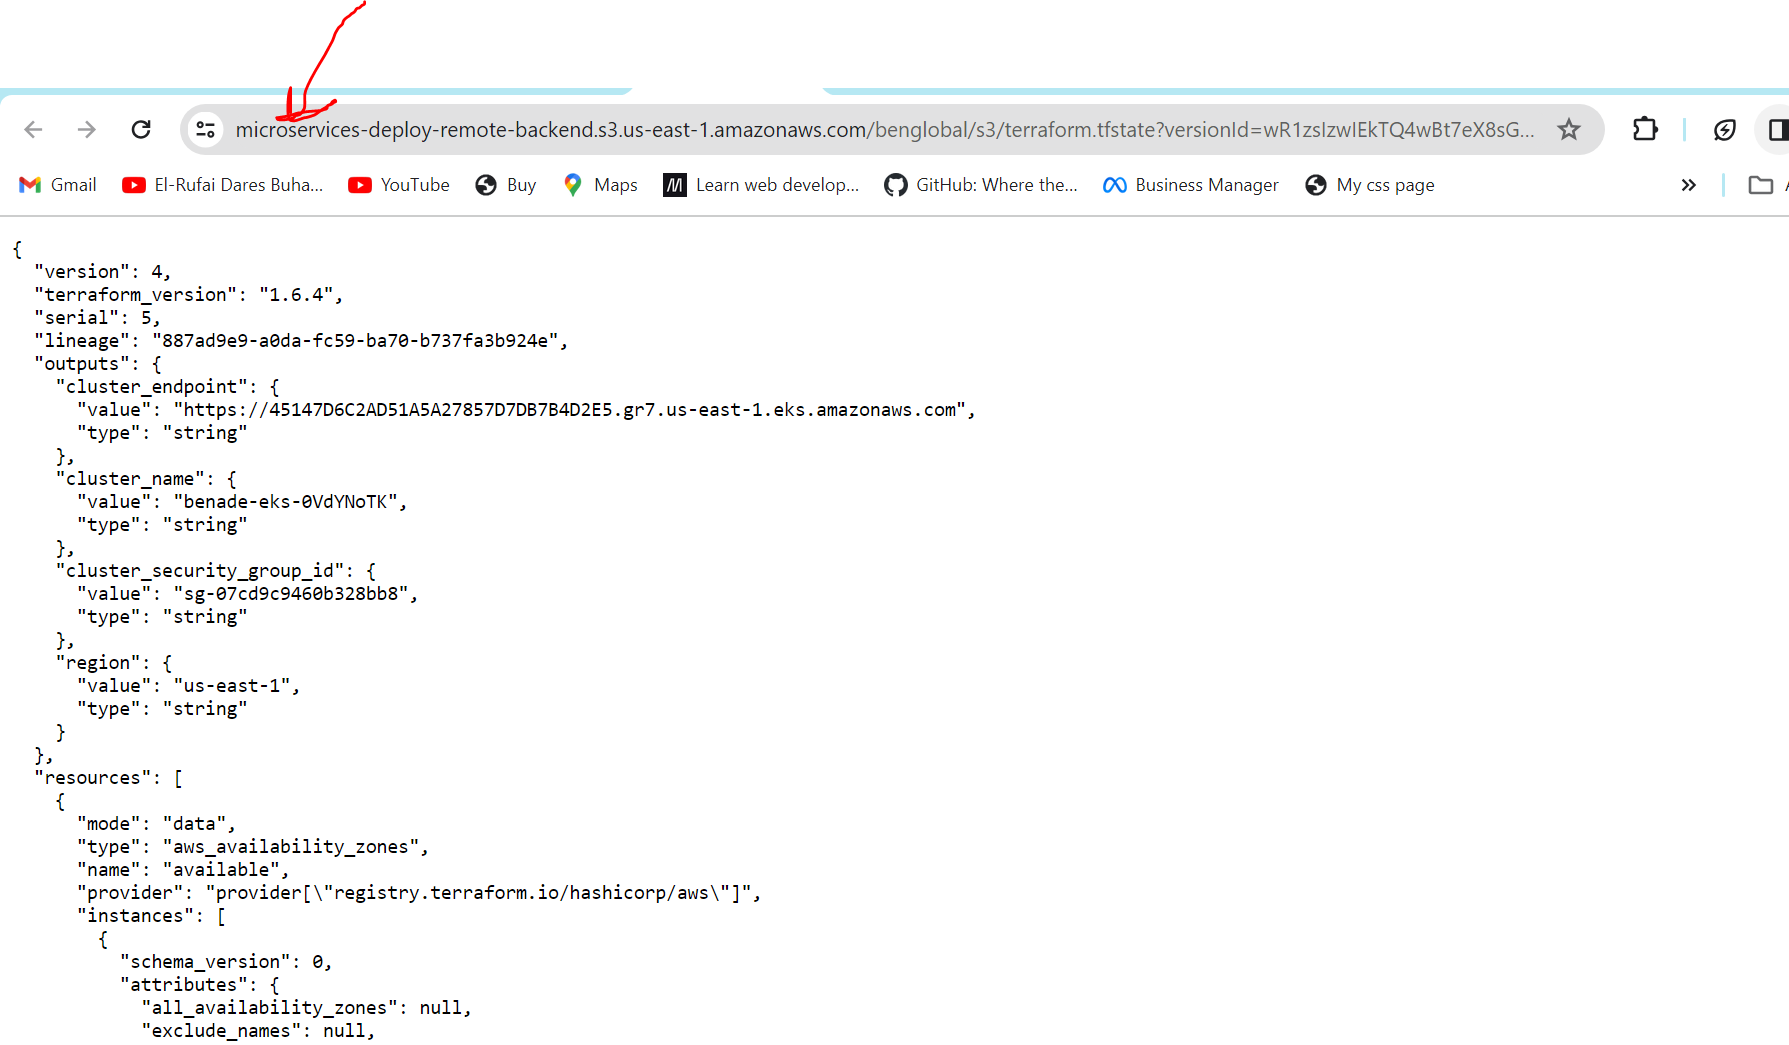 microservices-deploy-remote-backend.s3.us-east-1.amazonaws.com/benglobal/s3/terraform.tfstate?versionId=wR1zsIzwIEkTQ4wBt7eX8sG...
Gmail El-Rufai Dares Buha... YouTube Buy Maps Learn web develop... GitHub: Where the... Business Manager My css page
{
  "version": 4,
  "terraform_version": "1.6.4",
  "serial": 5,
  "lineage": "887ad9e9-a0da-fc59-ba70-b737fa3b924e",
  "outputs": {
    "cluster_endpoint": {
      "value": "https://45147D6C2AD51A5A27857D7DB7B4D2E5.gr7.us-east-1.eks.amazonaws.com",
      "type": "string"
    },
    "cluster_name": {
      "value": "benade-eks-0VdYNoTK",
      "type": "string"
    },
    "cluster_security_group_id": {
      "value": "sg-07cd9c9460b328bb8",
      "type": "string"
    },
    "region": {
      "value": "us-east-1",
      "type": "string"
    }
  },
  "resources": [
    {
      "mode": "data",
      "type": "aws_availability_zones",
      "name": "available",
      "provider": "provider[\"registry.terraform.io/hashicorp/aws\"]",
      "instances": [
        {
          "schema_version": 0,
          "attributes": {
            "all_availability_zones": null,
            "exclude_names": null,